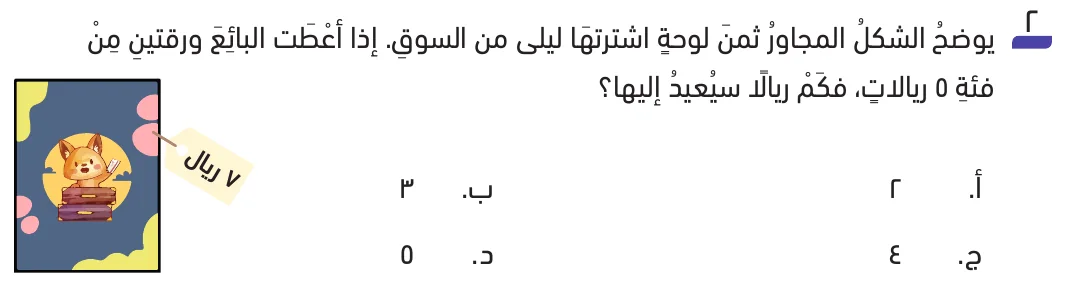 ٢
يوضحُ الشكلُ المجاورُ ثمنَ لوحةٍ اشترتهَا ليلى من السوقِ. إذا أعْطَت البائِعَ ورقتينِ مِنْ
فئةِ ٥ ريالاتٍ، فكَمْ ريالًا سيُعيدُ إليها؟
٧ ريال
أ. ٢ ب. ٣
ج. ٤ د. ٥